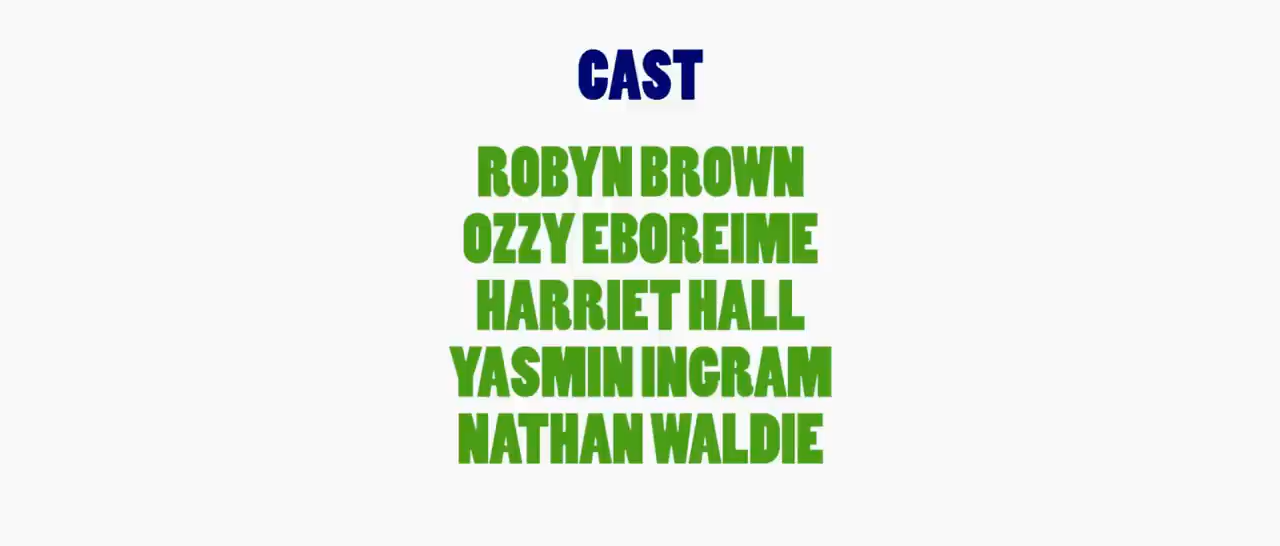 CAST
ROBYN BROWN
OZZY EBOREIME
HARRIET HALL
YASMIN INGRAM
NATHAN WALDIE